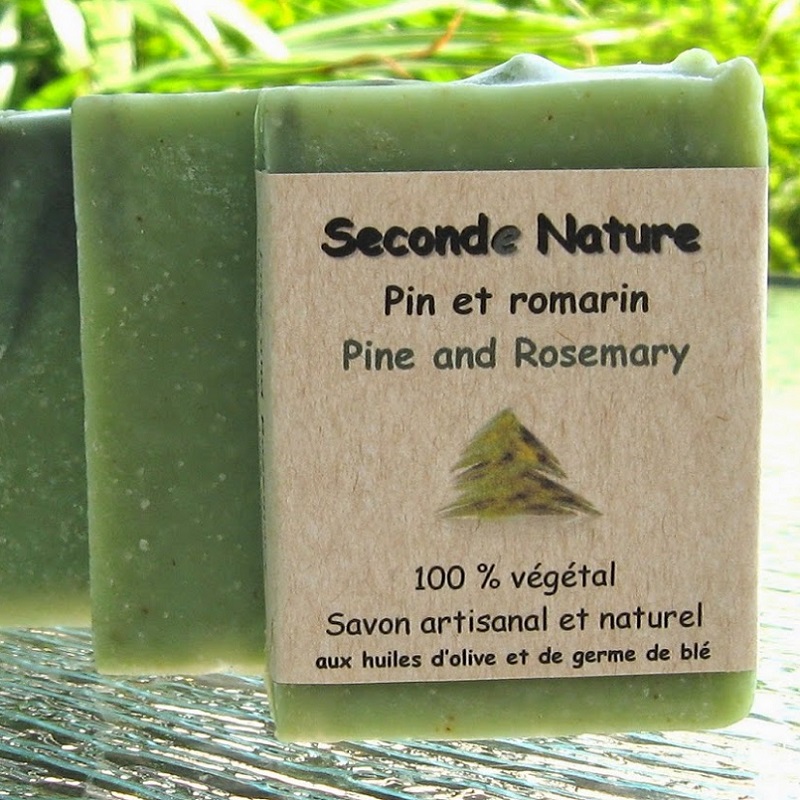 Seconde Nature
Pin et romarin
Pine and Rosemary
100 % végétal
Savon artisanal et naturel
aux huiles d'olive et de germe de blé